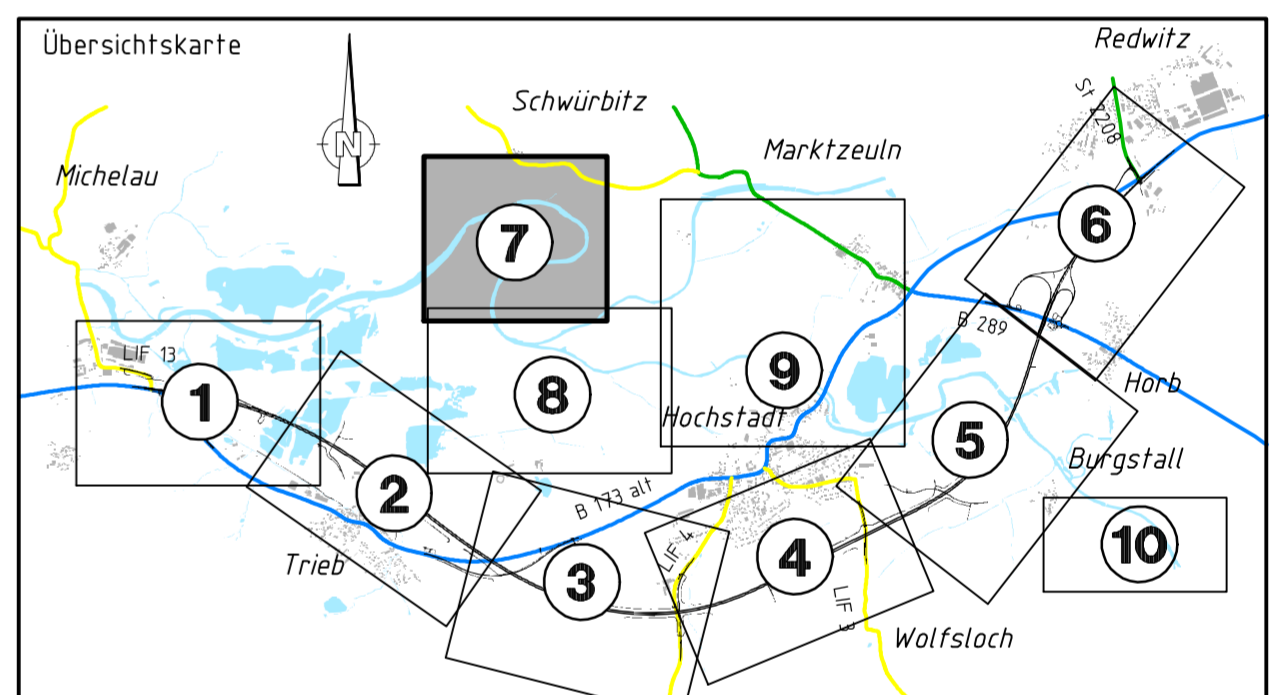 Übersichtskarte
Redwitz
Schwürbitz
St 2208
N
Marktzeuln
Michelau
7
6
B 289
LIF 13
Horb
1
8
9
Hochstadt
5
Burgstall
2
B 173 alt
10
Trieb
3
LIF 4
4
LIF 3
Wolfsloch